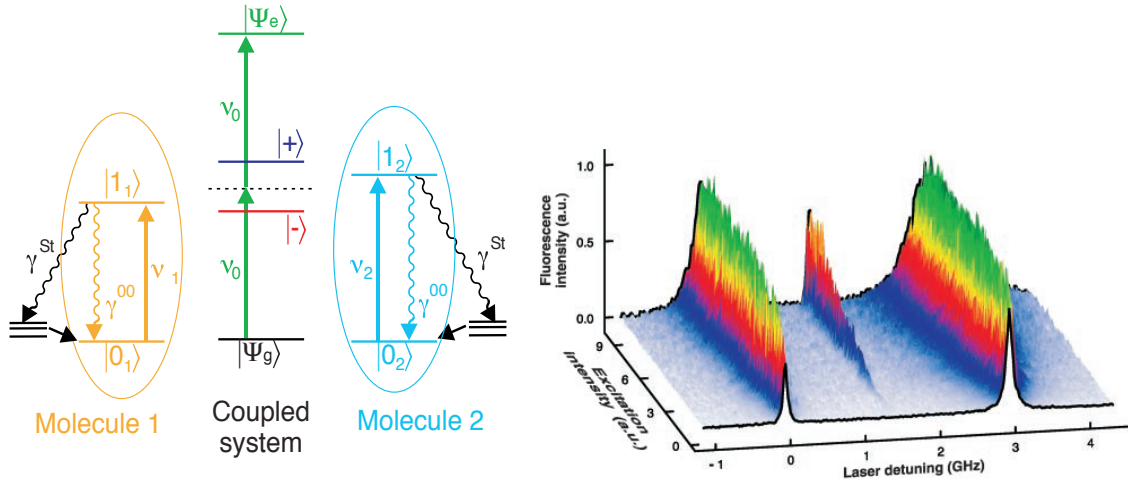 |Ψe⟩
ν0
|+⟩
|11⟩
|12⟩
|-⟩
γSt
γSt
ν1
ν2
ν0
γ00
γ00
|01⟩
|Ψg⟩
|02⟩
Molecule 1
Coupled
system
Molecule 2
Fluorescence
intensity (a.u.)
1.0
0.5
0.0
9
6
3
0
Excitation
intensity (a.u.)
-1
0
1
2
3
4
Laser detuning (GHz)